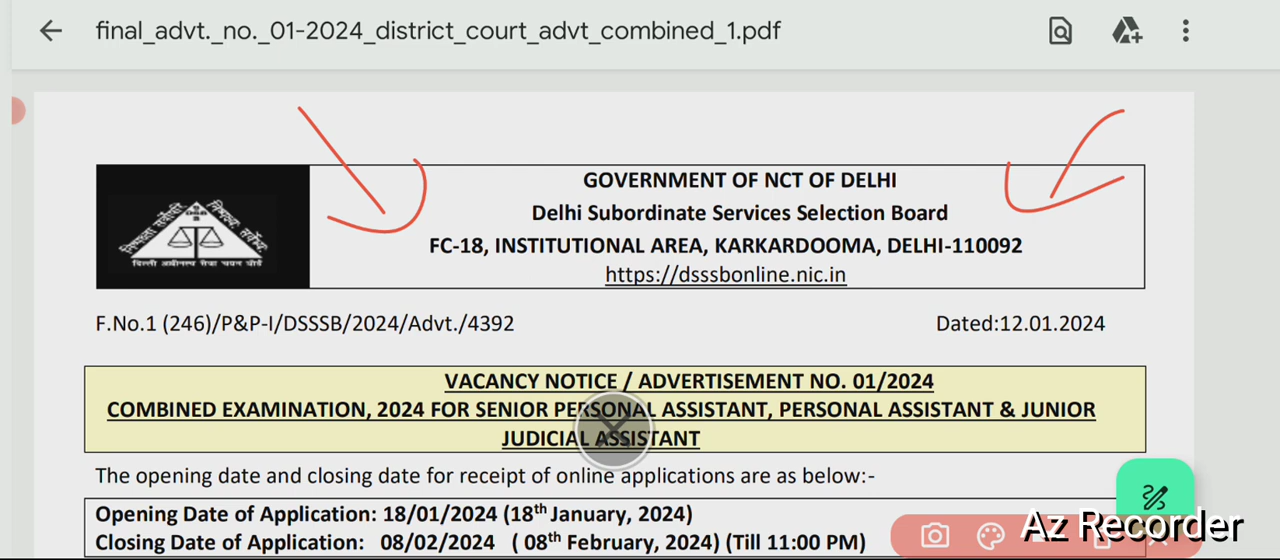 final_advt._no._01-2024_district_court_advt_combined_1.pdf
GOVERNMENT OF NCT OF DELHI
Delhi Subordinate Services Selection Board
FC-18, INSTITUTIONAL AREA, KARKARDOOMA, DELHI-110092
https://dsssbonline.nic.in
दिल्ली अधीनस्थ सेवा चयन बोर्ड
F.No.1 (246)/P&P-I/DSSSB/2024/Advt./4392
Dated:12.01.2024
VACANCY NOTICE / ADVERTISEMENT NO. 01/2024
COMBINED EXAMINATION, 2024 FOR SENIOR PERSONAL ASSISTANT, PERSONAL ASSISTANT & JUNIOR
JUDICIAL ASSISTANT
The opening date and closing date for receipt of online applications are as below:-
Opening Date of Application: 18/01/2024 (18th January, 2024)
Closing Date of Application: 08/02/2024 ( 08th February, 2024) (Till 11:00 PM)
Az Recorder